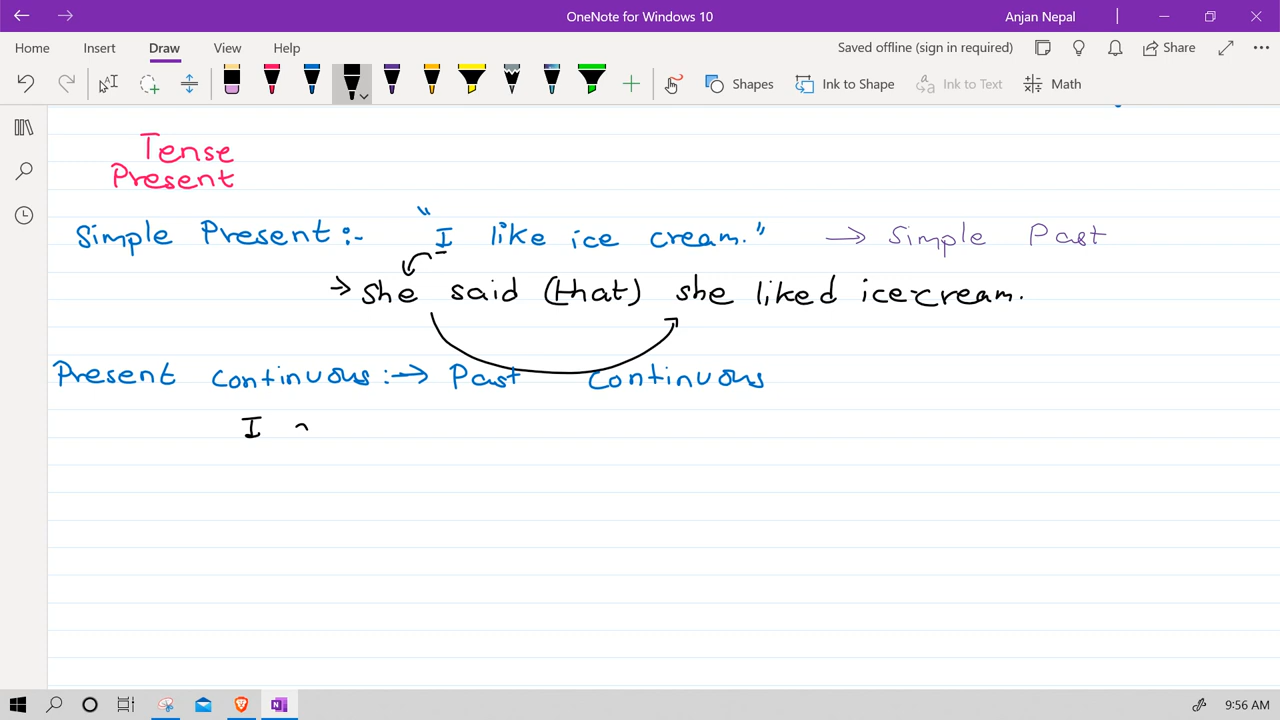 OneNote for Windows 10
Anjan Nepal
Home Insert Draw View Help
Saved offline (sign in required)
Share
Shapes
Ink to Shape
Ink to Text
Math
Tense
Present
Simple Present :- "I like ice cream." → Simple Past
→ She said (that) she liked ice-cream.
Present continuous :→ Past Continuous
I
9:56 AM